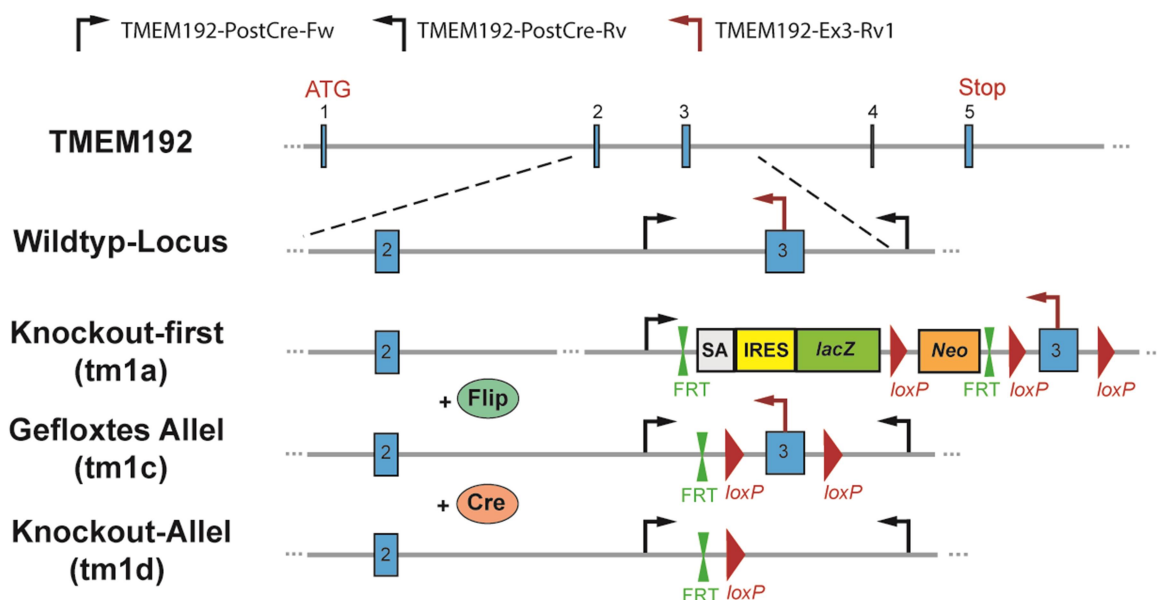 TMEM192-PostCre-Fw TMEM192-PostCre-Rv TMEM192-Ex3-Rv1
ATG Stop
1 2 3 4 5
TMEM192
Wildtyp-Locus
2 3
Knockout-first
(tm1a)
2 SA IRES lacZ Neo 3
FRT loxP FRT loxP loxP
+ Flip
Gefloxtes Allel
(tm1c)
2 3
FRT loxP loxP
+ Cre
Knockout-Allel
(tm1d)
2
FRT loxP